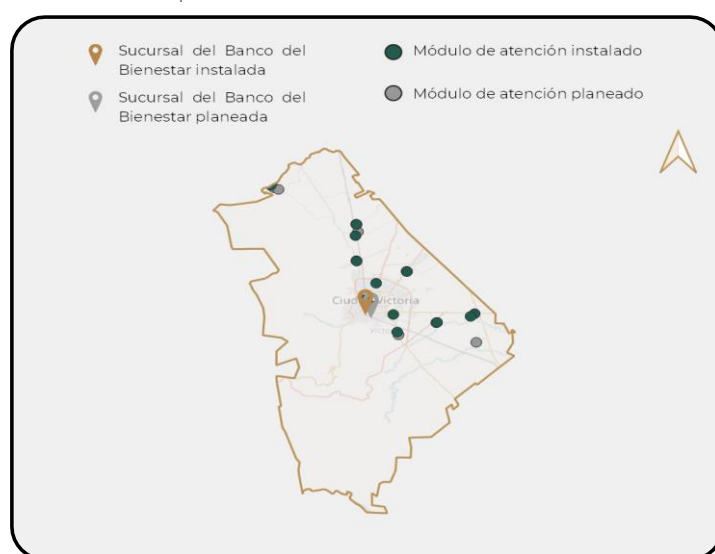 Sucursal del Banco del
Bienestar instalada
Sucursal del Banco del
Bienestar planeada
Módulo de atención instalado
Módulo de atención planeado
Ciudad Victoria